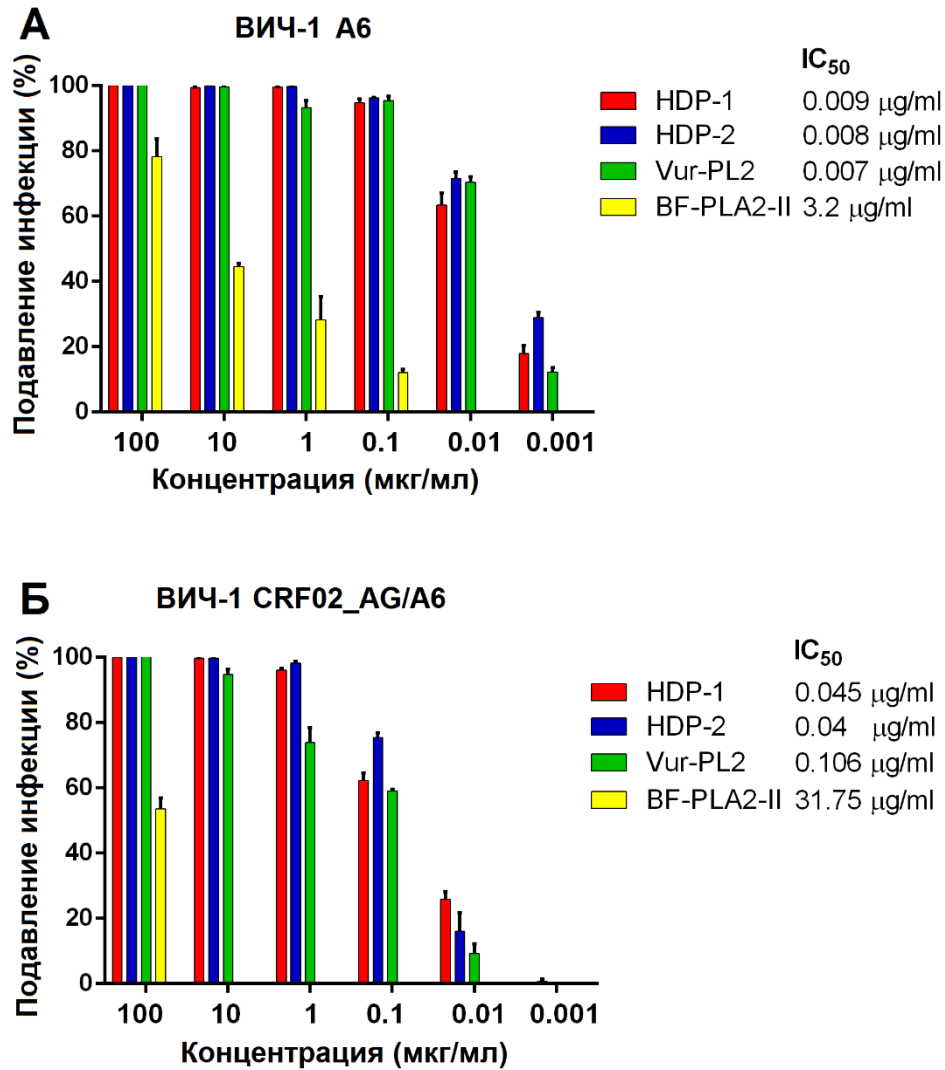 А
ВИЧ-1 A6
Подавление инфекции (%)
100
80
60
40
20
0
100 10 1 0.1 0.01 0.001
Концентрация (мкг/мл)
IC50
HDP-1 0.009 µg/ml
HDP-2 0.008 µg/ml
Vur-PL2 0.007 µg/ml
BF-PLA2-II 3.2 µg/ml
Б
ВИЧ-1 CRF02_AG/A6
Подавление инфекции (%)
100
80
60
40
20
0
100 10 1 0.1 0.01 0.001
Концентрация (мкг/мл)
IC50
HDP-1 0.045 µg/ml
HDP-2 0.04 µg/ml
Vur-PL2 0.106 µg/ml
BF-PLA2-II 31.75 µg/ml